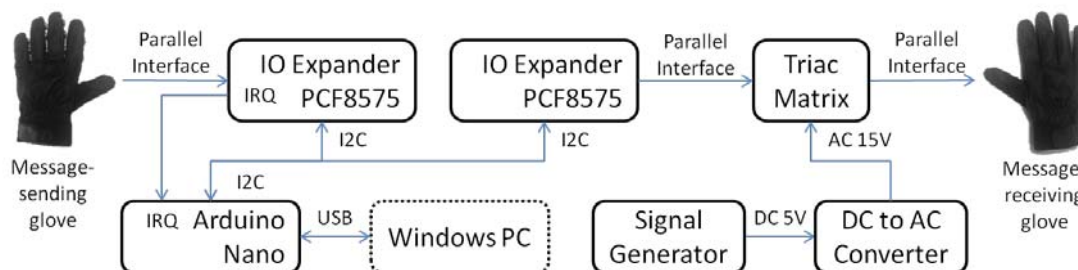 Parallel
Interface
IO Expander
IRQ PCF8575
IO Expander
PCF8575
Parallel
Interface
Triac
Matrix
Parallel
Interface
I2C
I2C
AC 15V
Message-
sending
glove
I2C
Message-
receiving
glove
IRQ Arduino
Nano
USB
Windows PC
Signal
Generator
DC 5V
DC to AC
Converter